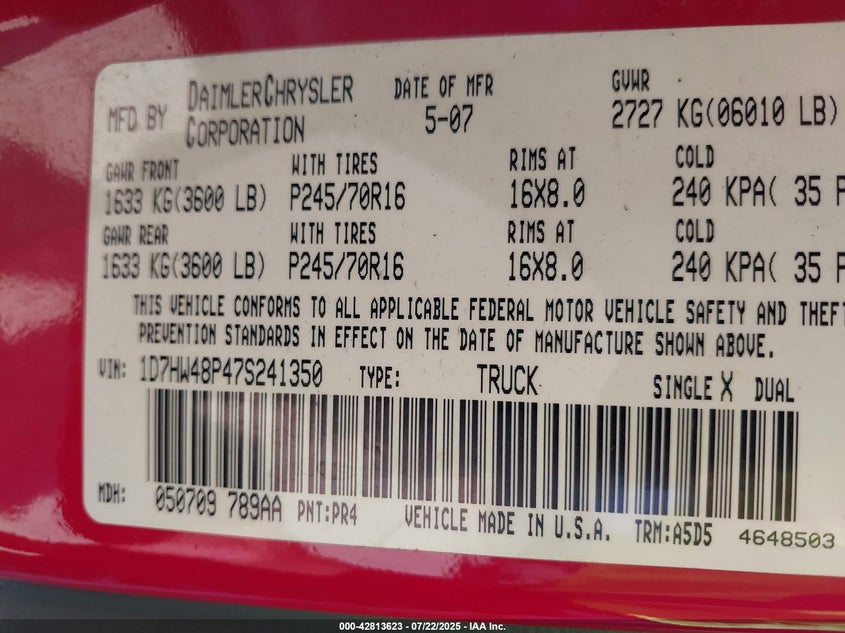 MFD BY DAIMLERCHRYSLER CORPORATION DATE OF MFR 5-07 GVWR 2727 KG(06010 LB)
GAWR FRONT WITH TIRES RIMS AT COLD
1633 KG(3600 LB) P245/70R16 16X8.0 240 KPA( 35 P
GAWR REAR WITH TIRES RIMS AT COLD
1633 KG(3600 LB) P245/70R16 16X8.0 240 KPA( 35 P
THIS VEHICLE CONFORMS TO ALL APPLICABLE FEDERAL MOTOR VEHICLE SAFETY AND THEFT
PREVENTION STANDARDS IN EFFECT ON THE DATE OF MANUFACTURE SHOWN ABOVE.
VIN: 1D7HW48P47S241350 TYPE: TRUCK SINGLE X DUAL
MDH: 050709 789AA PNT:PR4 VEHICLE MADE IN U.S.A. TRM:A5D5 4648503
000-42813623 - 07/22/2025 - IAA Inc.